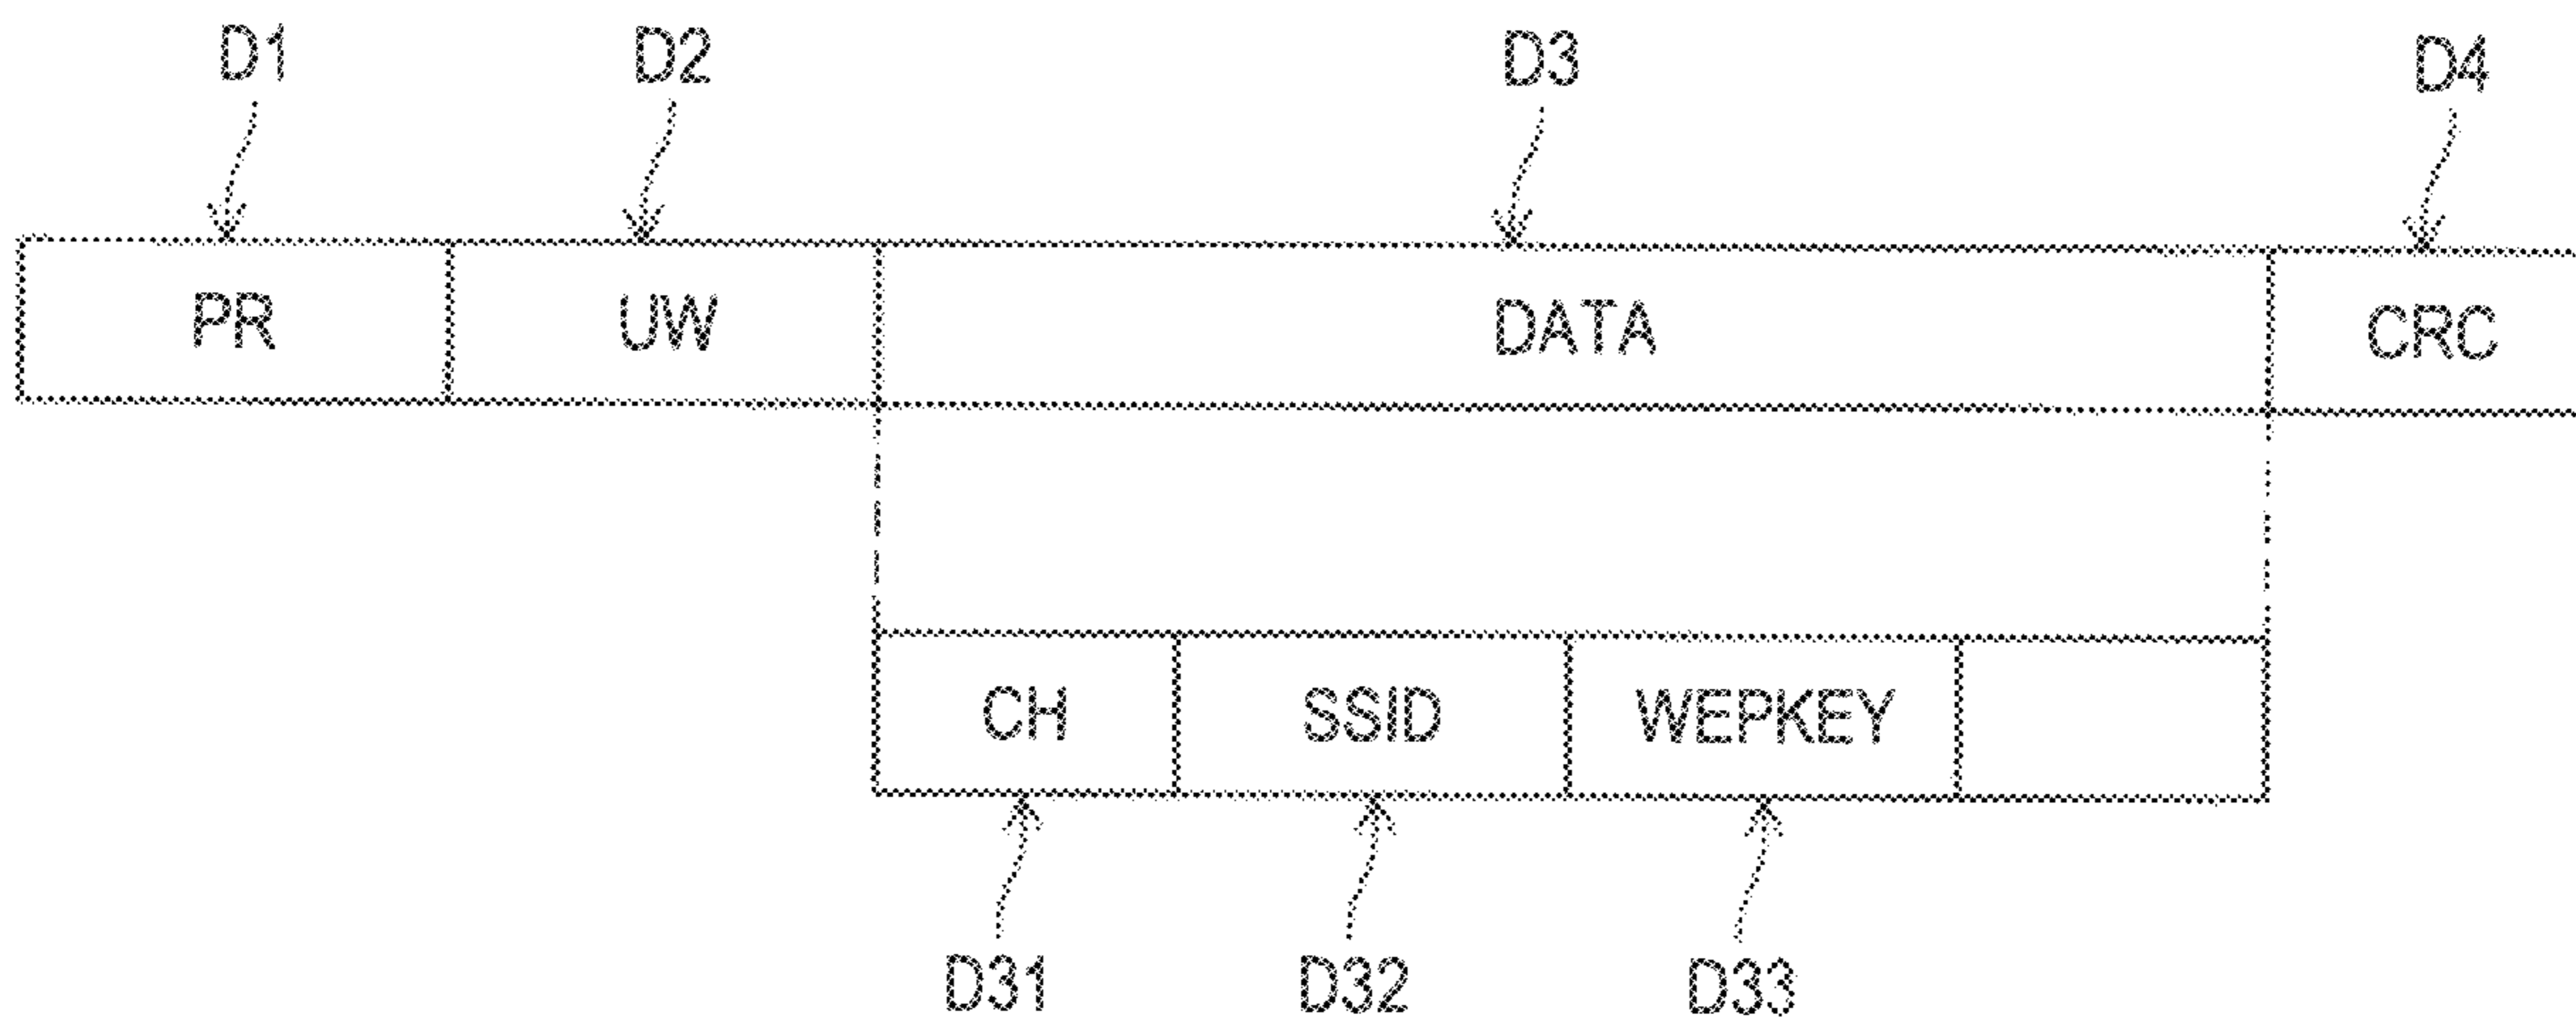 D1 D2 D3 D4
PR UW DATA CRC
CH SSID WEPKEY
D31 D32 D33